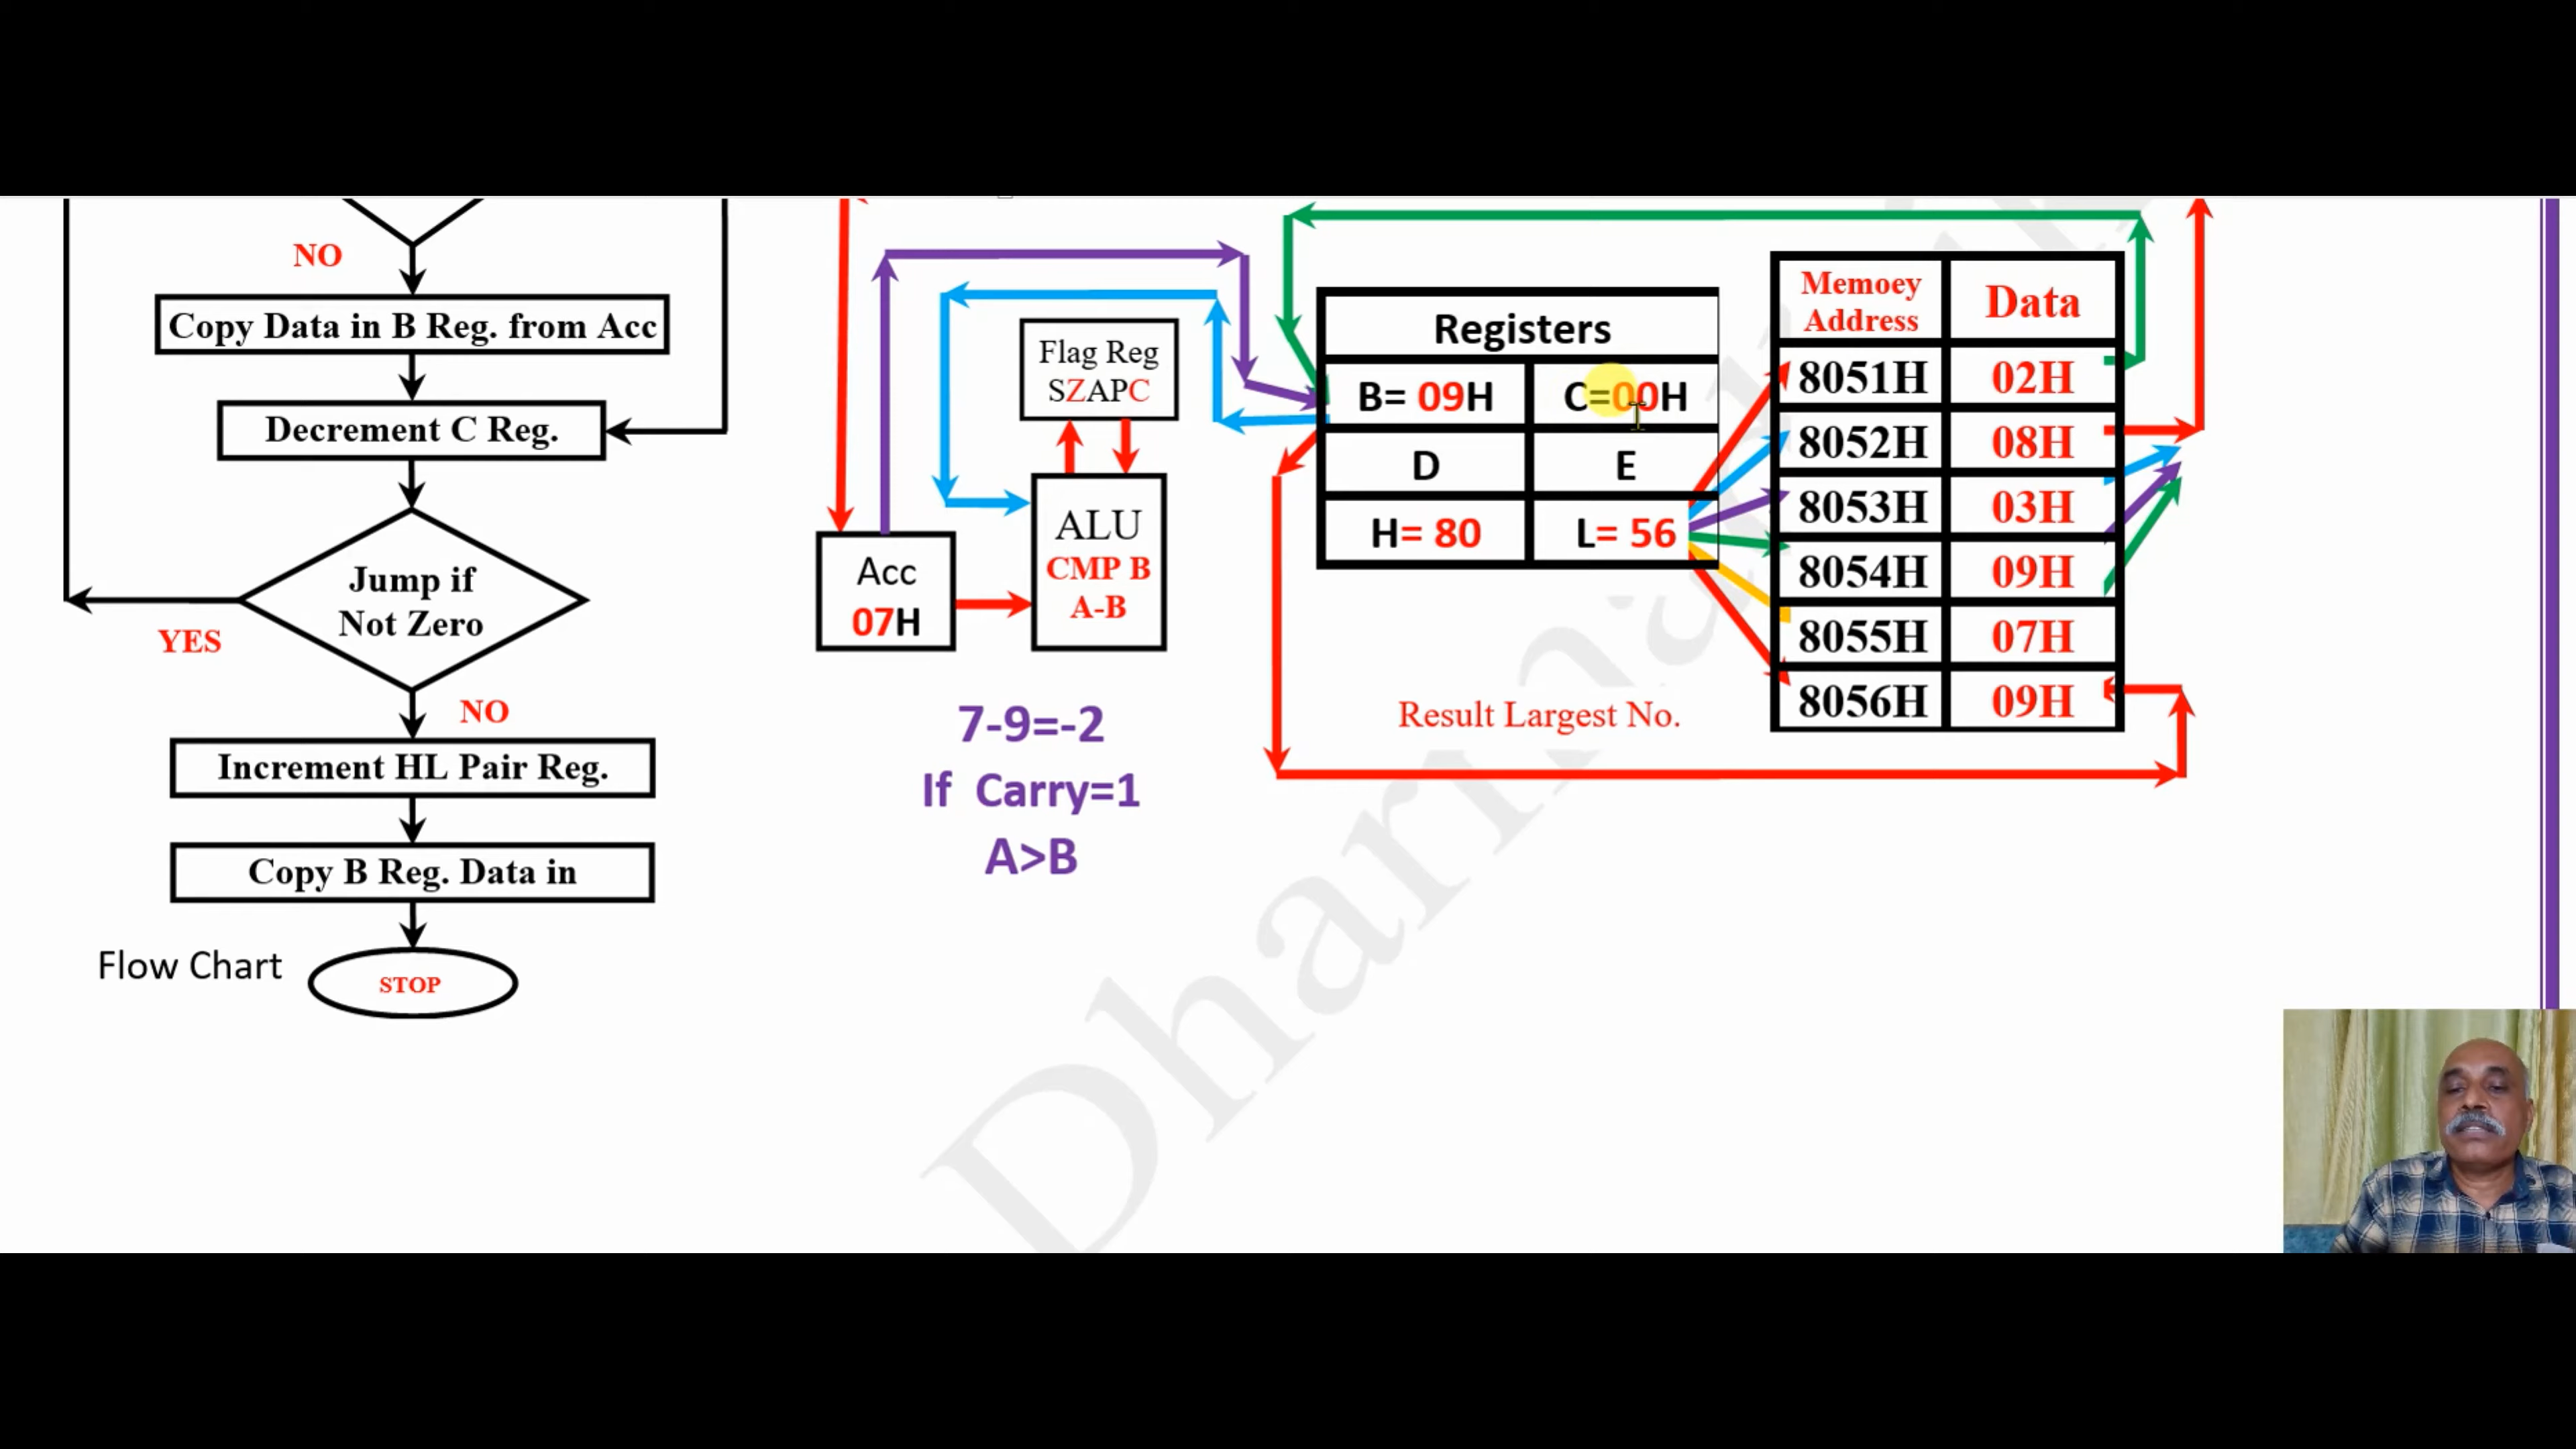 NO
Copy Data in B Reg. from Acc
Decrement C Reg.
Jump if
Not Zero
YES
NO
Increment HL Pair Reg.
Copy B Reg. Data in
Flow Chart
STOP
Flag Reg
SZAPC
Acc
07H
ALU
CMP B
A-B
7-9=-2
If Carry=1
A>B
Registers
B= 09H
C=00H
D
E
H= 80
L= 56
Result Largest No.
Memoey
Address
Data
8051H
02H
8052H
08H
8053H
03H
8054H
09H
8055H
07H
8056H
09H